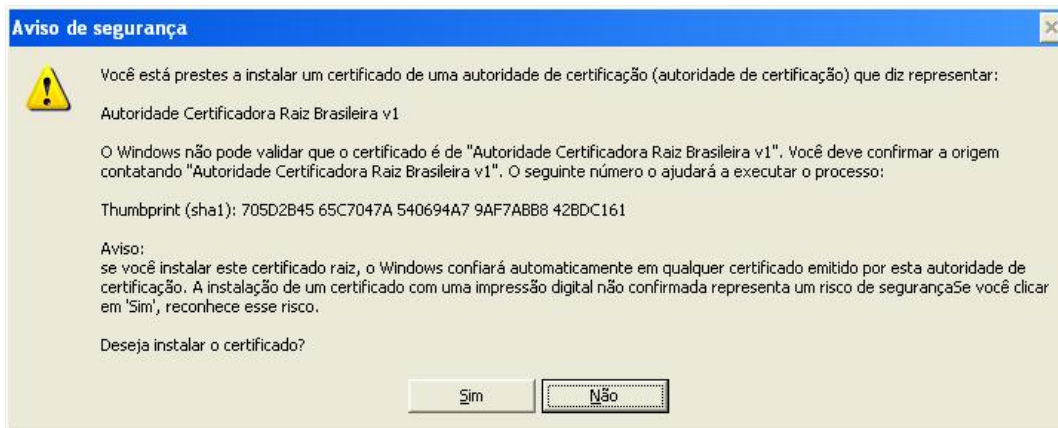 Aviso de segurança
Você está prestes a instalar um certificado de uma autoridade de certificação (autoridade de certificação) que diz representar:
Autoridade Certificadora Raiz Brasileira v1
O Windows não pode validar que o certificado é de "Autoridade Certificadora Raiz Brasileira v1". Você deve confirmar a origem
contatando "Autoridade Certificadora Raiz Brasileira v1". O seguinte número o ajudará a executar o processo:
Thumbprint (sha1): 705D2B45 65C7047A 540694A7 9AF7ABB8 42BDC161
Aviso:
se você instalar este certificado raiz, o Windows confiará automaticamente em qualquer certificado emitido por esta autoridade de
certificação. A instalação de um certificado com uma impressão digital não confirmada representa um risco de segurançaSe você clicar
em 'Sim', reconhece esse risco.
Deseja instalar o certificado?
Sim Não